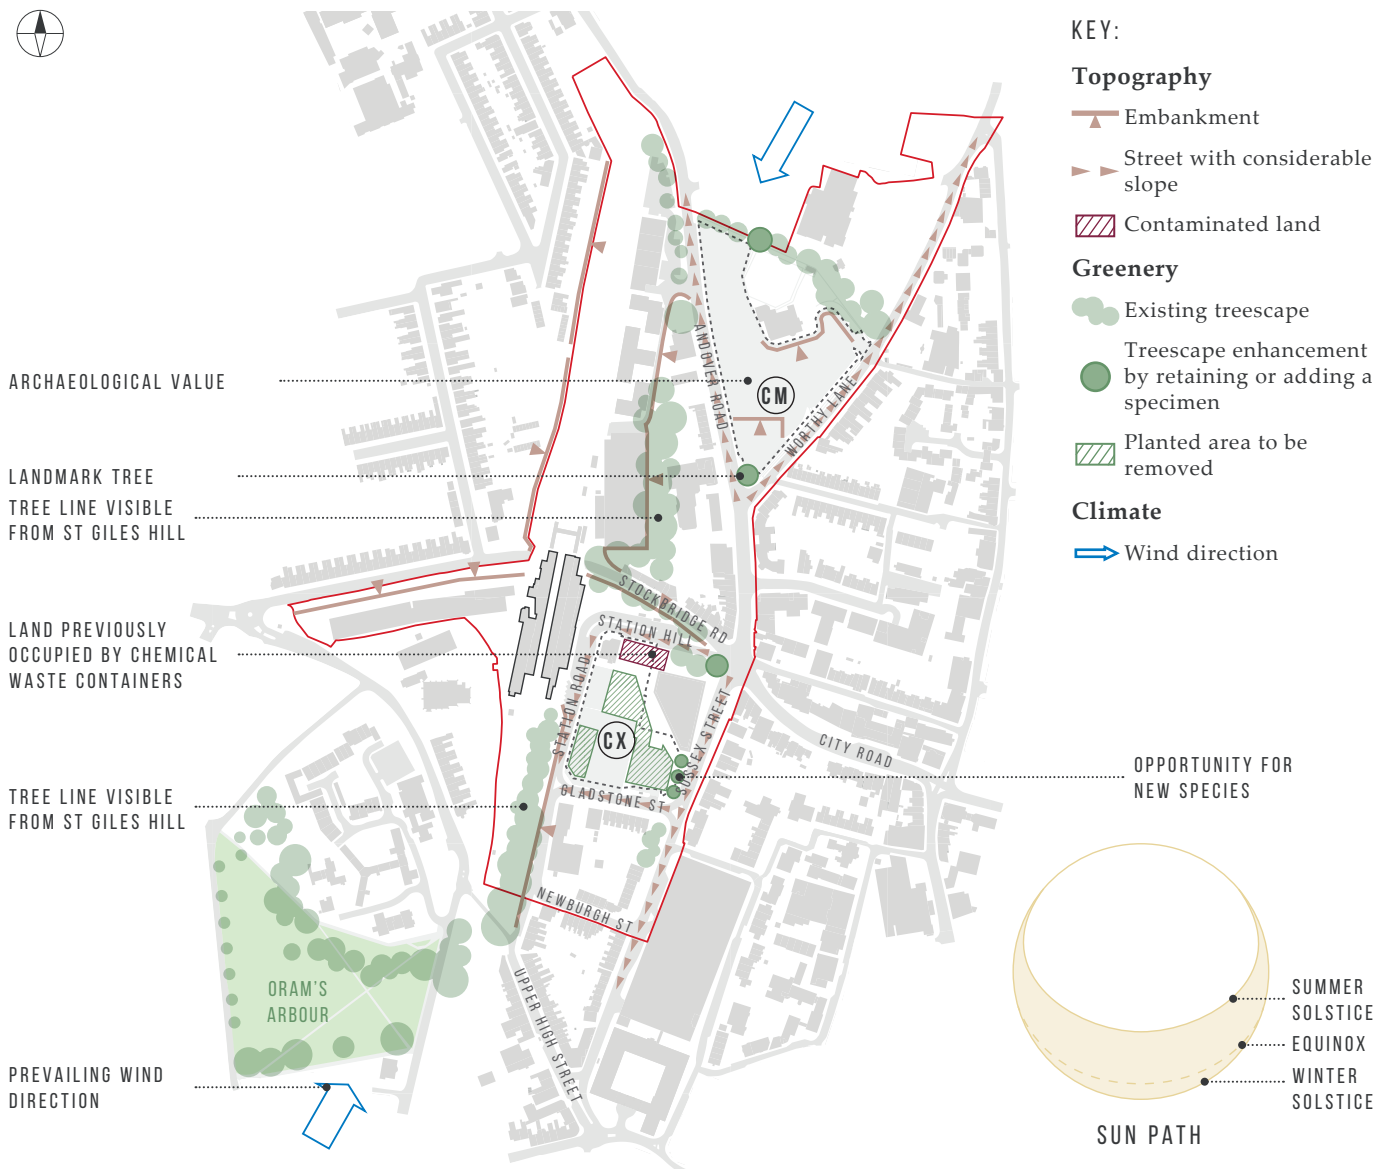 KEY:
Topography
Embankment
Street with considerable
slope
Contaminated land
Greenery
Existing treescape
Treescape enhancement
by retaining or adding a
specimen
Planted area to be
removed
Climate
Wind direction
ARCHAEOLOGICAL VALUE
LANDMARK TREE
TREE LINE VISIBLE
FROM ST GILES HILL
LAND PREVIOUSLY
OCCUPIED BY CHEMICAL
WASTE CONTAINERS
TREE LINE VISIBLE
FROM ST GILES HILL
PREVAILING WIND
DIRECTION
ANDOVER ROAD
CM
WORTHY LANE
STOCKBRIDGE RD
STATION HILL
STATION ROAD
CX
SUSSEX STREET
CITY ROAD
GLADSTONE ST
NEWBURGH ST
UPPER HIGH STREET
ORAM'S
ARBOUR
OPPORTUNITY FOR
NEW SPECIES
SUMMER
SOLSTICE
EQUINOX
WINTER
SOLSTICE
SUN PATH